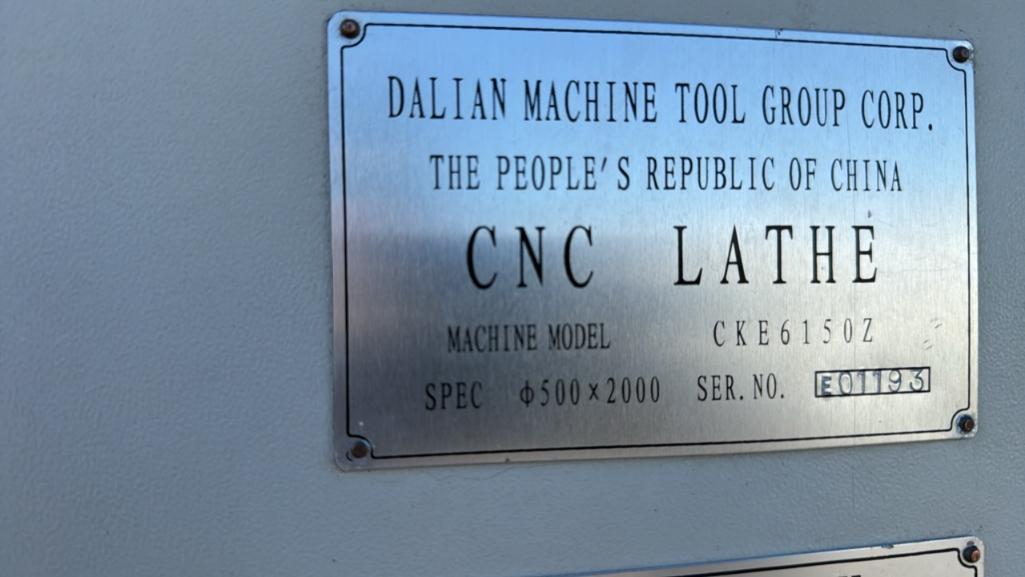 DALIAN MACHINE TOOL GROUP CORP.
THE PEOPLE'S REPUBLIC OF CHINA
CNC LATHE
MACHINE MODEL CKE6150Z
SPEC Φ500×2000 SER. NO. E01193